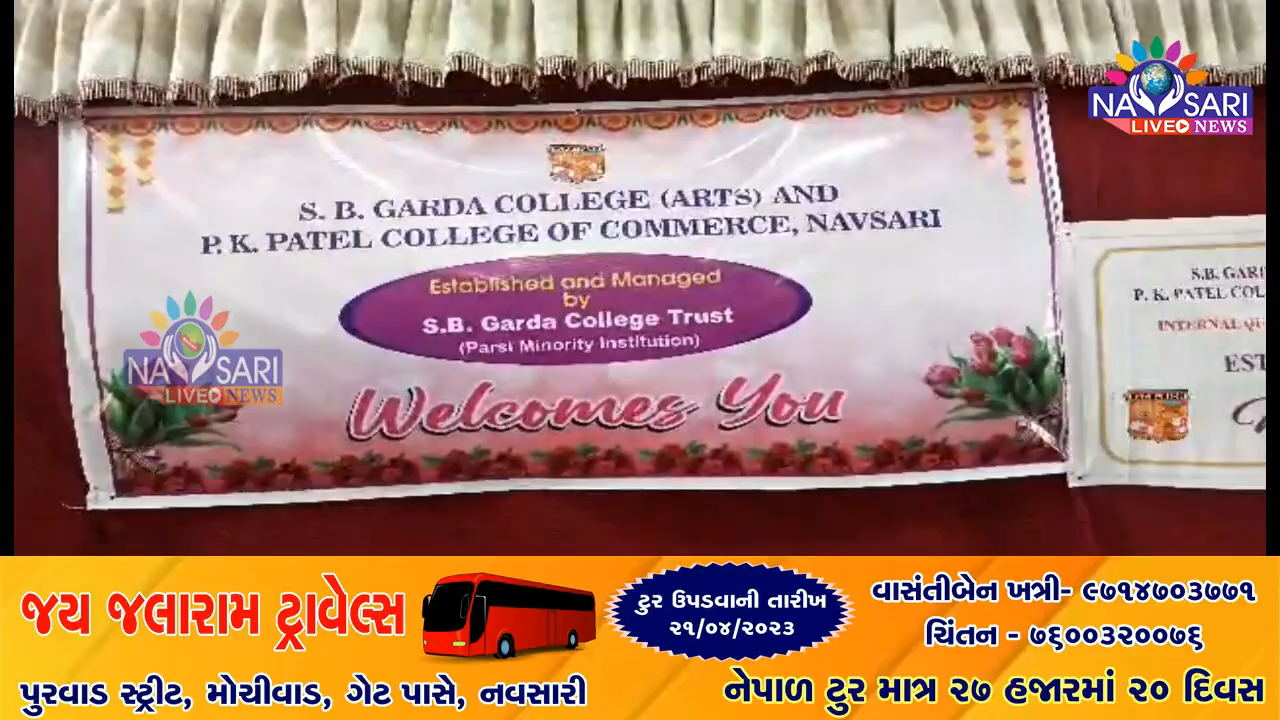 NAVSARI
LIVE NEWS
S. B. GARDA COLLEGE (ARTS) AND
P. K. PATEL COLLEGE OF COMMERCE, NAVSARI
Established and Managed
by
S.B. Garda College Trust
(Parsi Minority Institution)
Welcomes You
NAVSARI
LIVE NEWS
S.B. GAR
P. K. PATEL COL
INTERNAL QU
EST
જય જલારામ ટ્રાવેલ્સ
પુરવાડ સ્ટ્રીટ, મોચીવાડ, ગેટ પાસે, નવસારી
ટુર ઉપડવાની તારીખ
૨૧/૦૪/૨૦૨૩
વાસંતીબેન ખત્રી- ૯૭૧૪૭૦૩૭૭૧
ચિંતન - ૭૬૦૦૩૨૦૦૭૬
નેપાળ ટુર માત્ર ૨૭ હજારમાં ૨૦ દિવસ